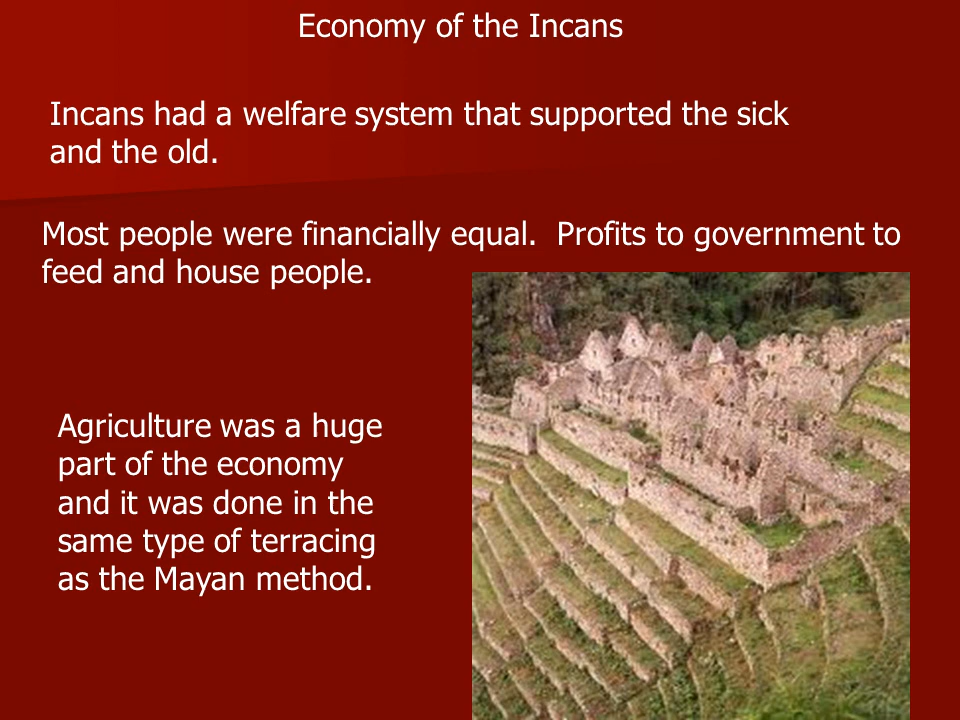 Economy of the Incans
Incans had a welfare system that supported the sick
and the old.
Most people were financially equal.  Profits to government to
feed and house people.
Agriculture was a huge
part of the economy
and it was done in the
same type of terracing
as the Mayan method.